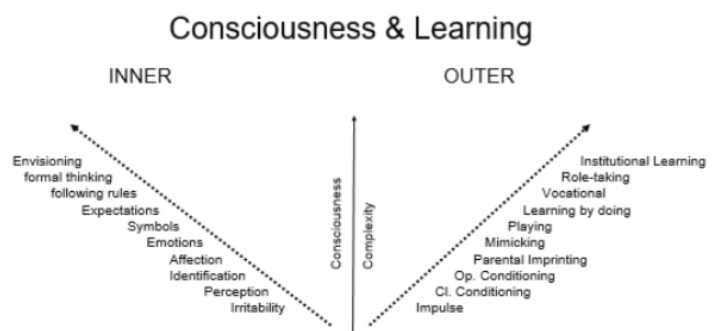 Consciousness & Learning
INNER
OUTER
Envisioning
formal thinking
following rules
Expectations
Symbols
Emotions
Affection
Identification
Perception
Irritability
Consciousness
Complexity
Institutional Learning
Role-taking
Vocational
Learning by doing
Playing
Mimicking
Parental Imprinting
Op. Conditioning
Cl. Conditioning
Impulse